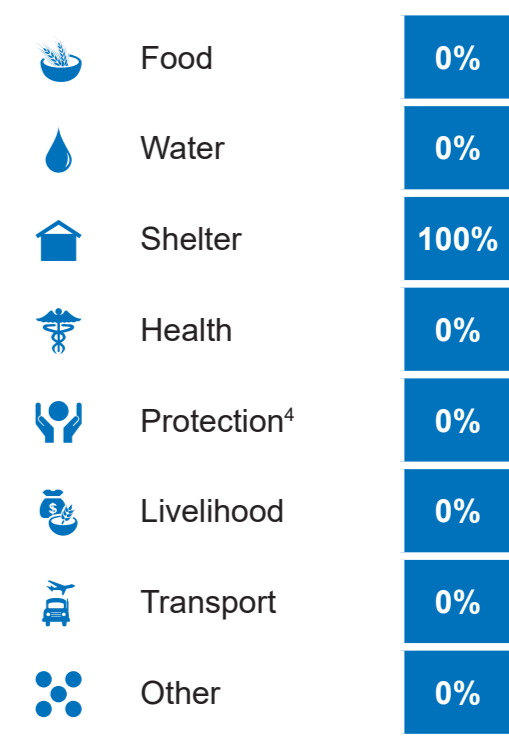 Food 0%
Water 0%
Shelter 100%
Health 0%
Protection⁴ 0%
$ Livelihood 0%
Transport 0%
Other 0%